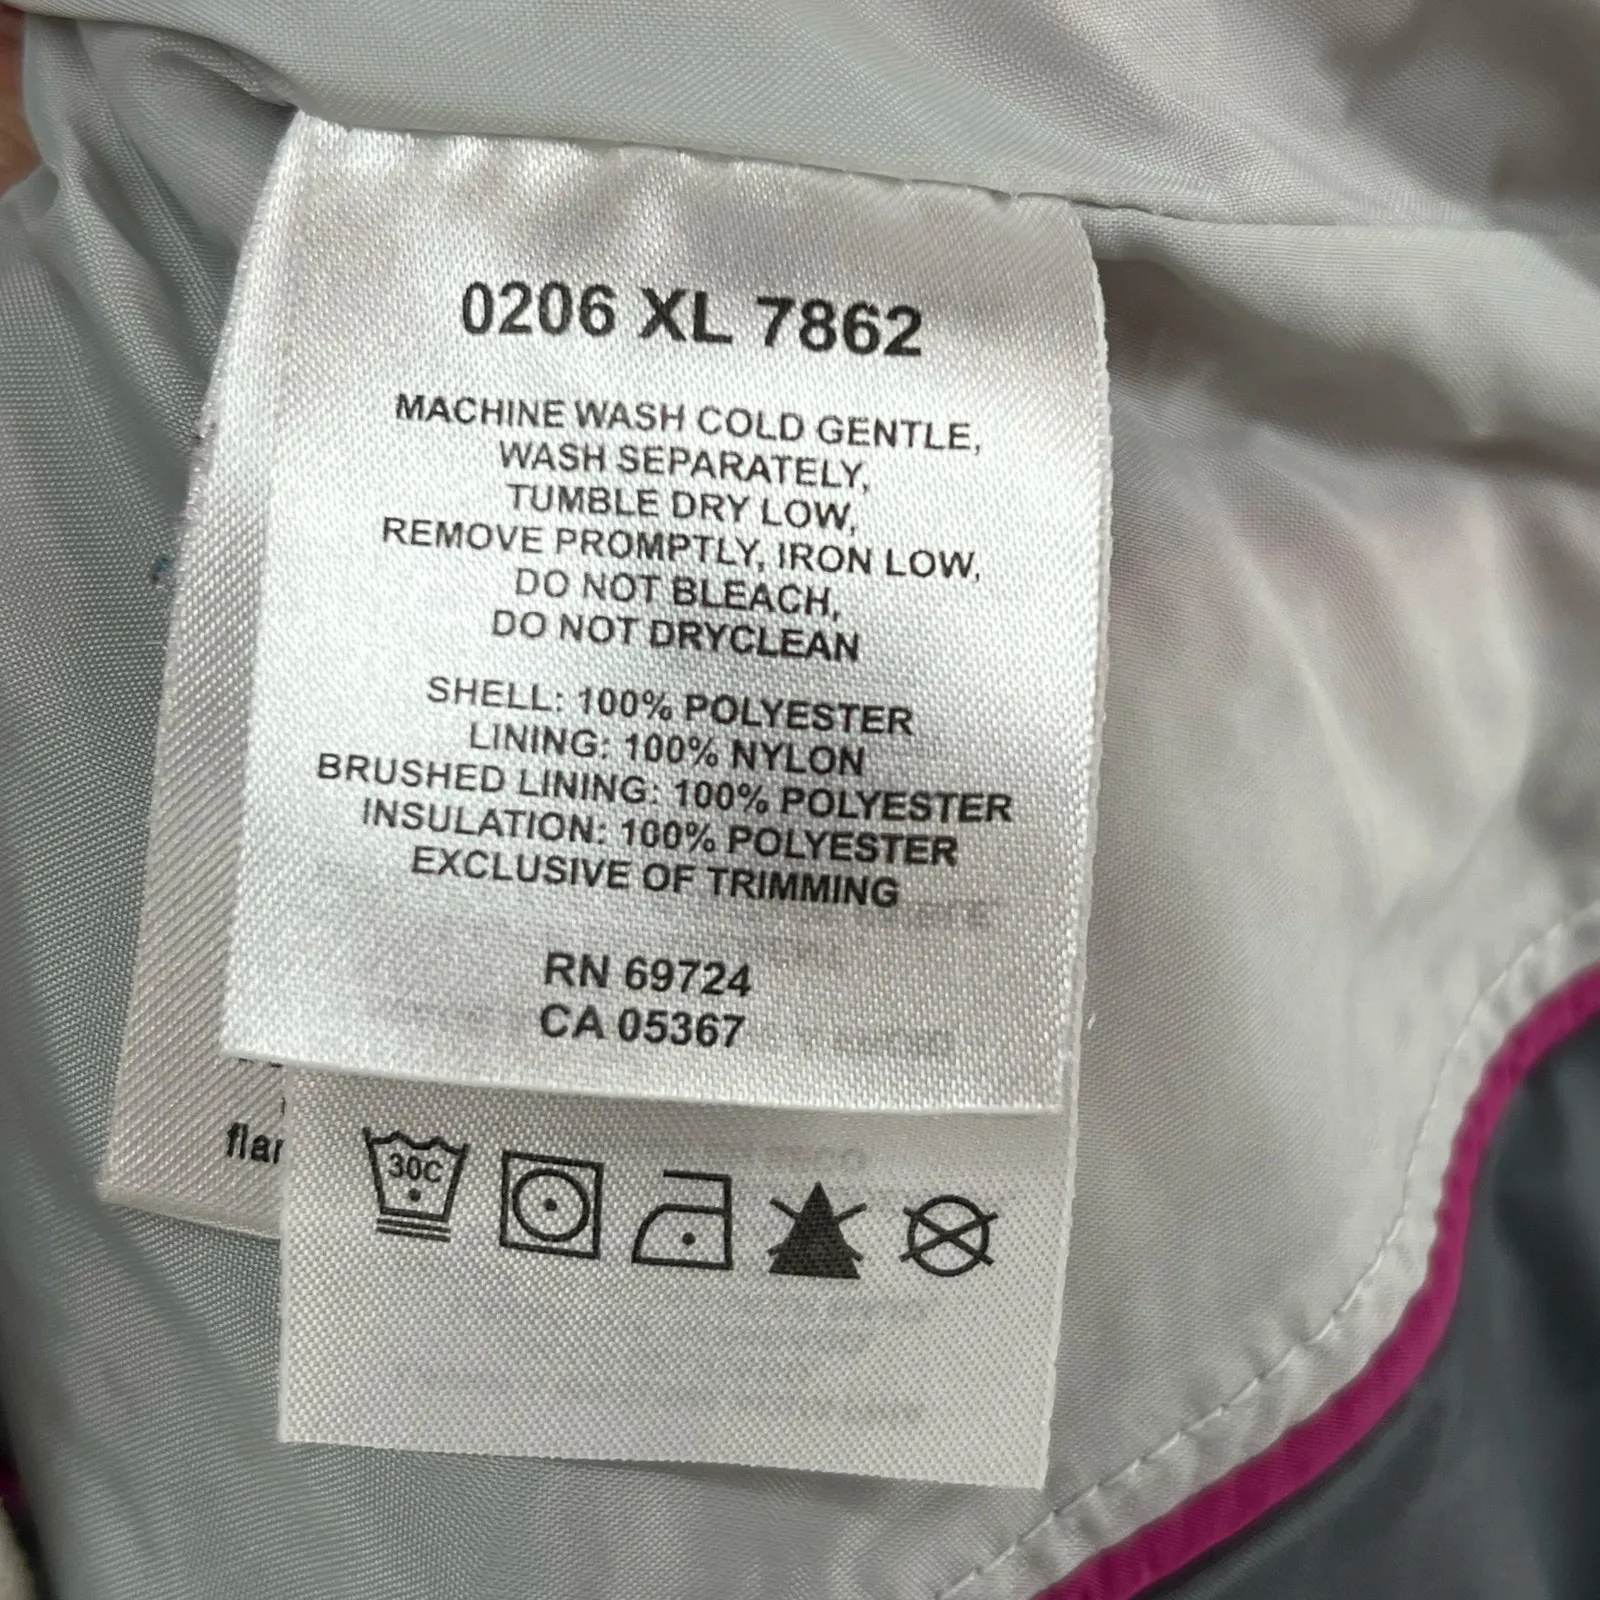 0206 XL 7862
MACHINE WASH COLD GENTLE,
WASH SEPARATELY,
TUMBLE DRY LOW,
REMOVE PROMPTLY, IRON LOW,
DO NOT BLEACH,
DO NOT DRYCLEAN
SHELL: 100% POLYESTER
LINING: 100% NYLON
BRUSHED LINING: 100% POLYESTER
INSULATION: 100% POLYESTER
EXCLUSIVE OF TRIMMING
RN 69724
CA 05367
30C